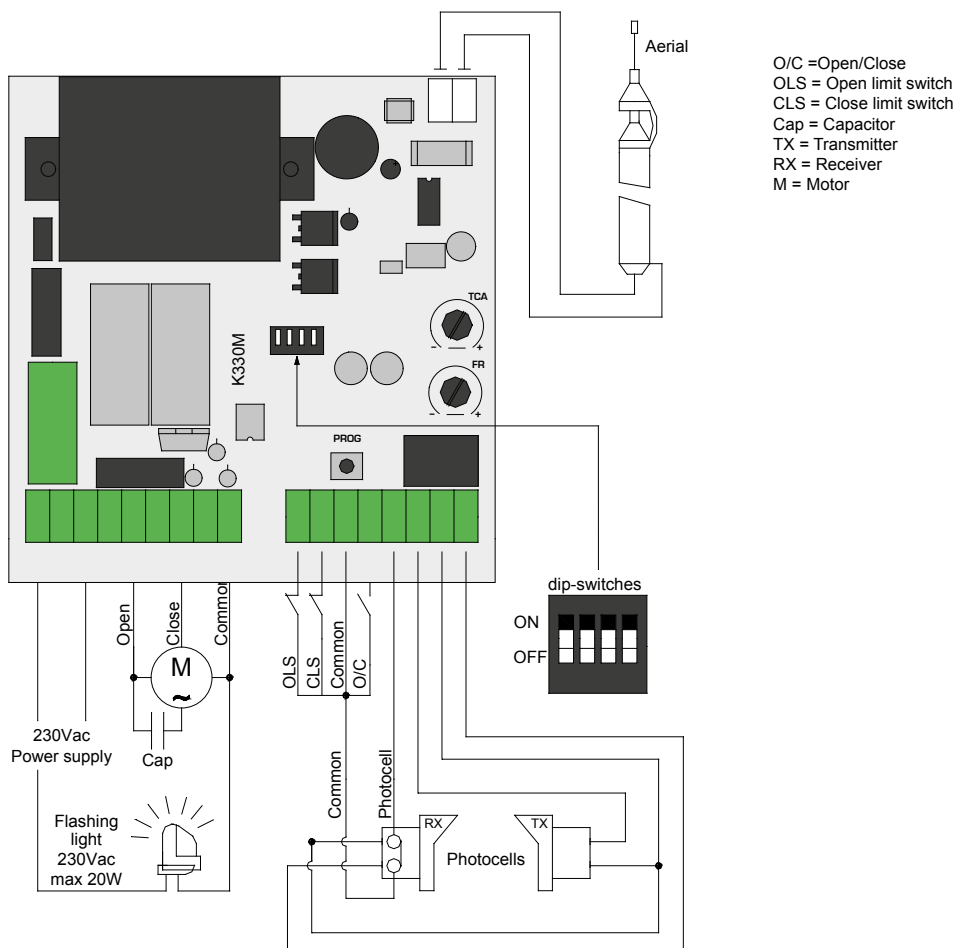 Aerial
O/C =Open/Close
OLS = Open limit switch
CLS = Close limit switch
Cap = Capacitor
TX = Transmitter
RX = Receiver
M = Motor
TCA
- +
K330M
FR
- +
PROG
dip-switches
ON
OFF
Open
Close
Common
M
~
Cap
230Vac
Power supply
OLS
CLS
Common
O/C
Common
Photocell
Flashing
light
230Vac
max 20W
RX
TX
Photocells